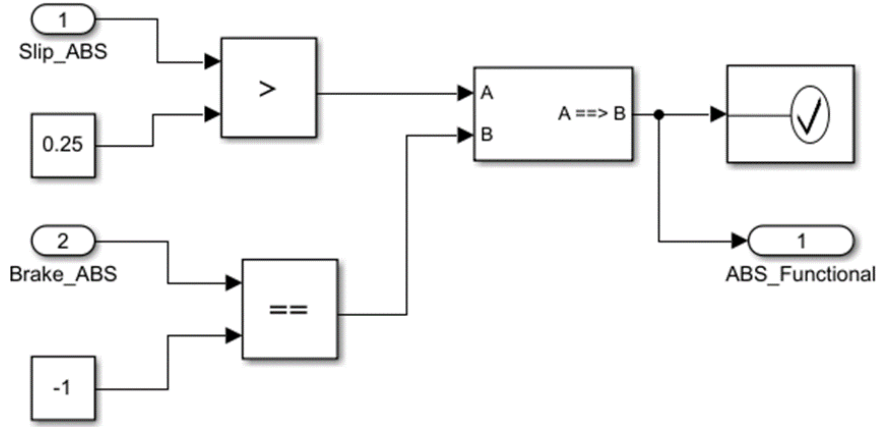 1
Slip_ABS
>
0.25
A
A ==> B
B
2
Brake_ABS
==
-1
1
ABS_Functional